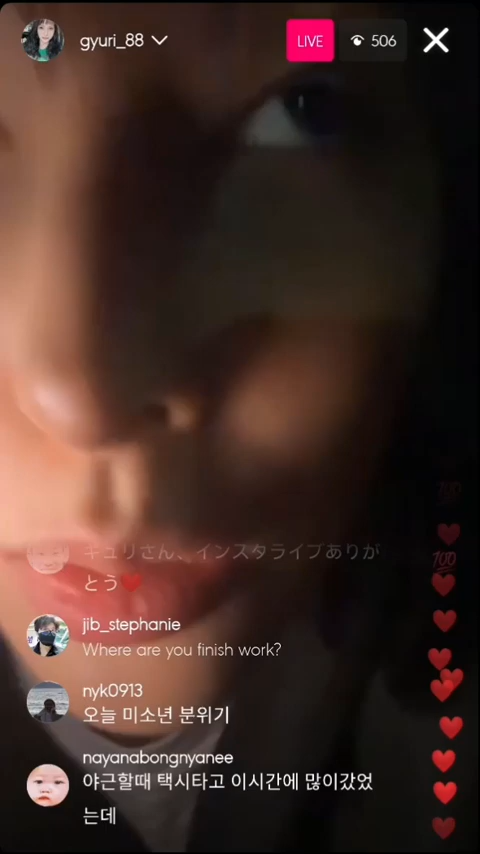 gyuri_88
LIVE
506
キュリさん、インスタライブありが
とう❤️
jib_stephanie
Where are you finish work?
nyk0913
오늘 미소년 분위기
nayanabongnyanee
야근할때 택시타고 이시간에 많이갔었
는데